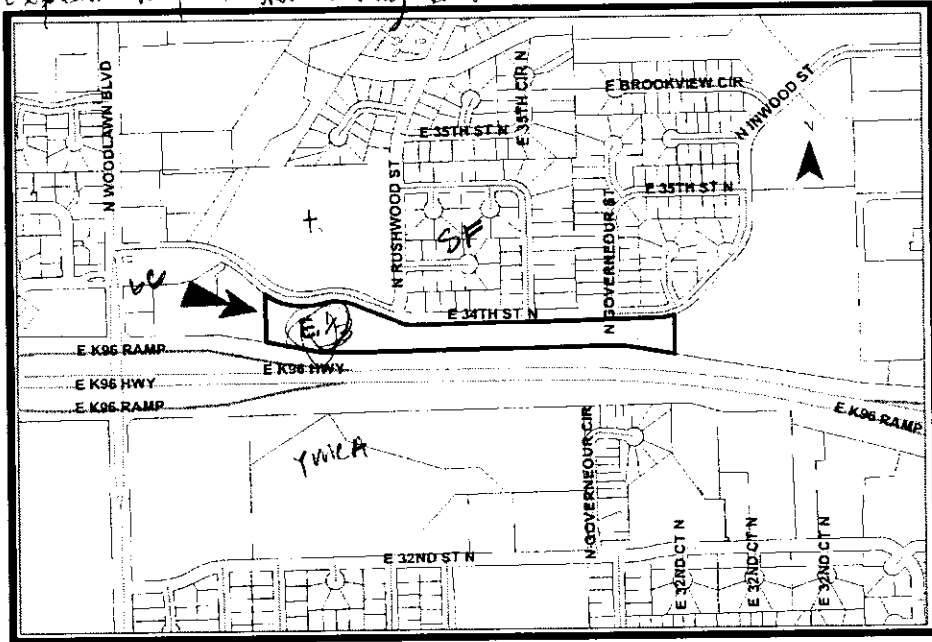 N WOODLAWN BLVD
E BROOKVIEW CIR
N INWOOD ST
E 35TH CIR N
E 35TH ST N
E 35TH ST N
N RUSHWOOD ST
N GOVERNEOUR ST
SF
LC
E 34TH ST N
E K96 RAMP
E K96 HWY
E K96 HWY
E K96 RAMP
E K96 RAMP
YMCA
N GOVERNEOUR CIR
E 32ND ST N
E 32ND CT N
E 32ND CT N
E 32ND CT N